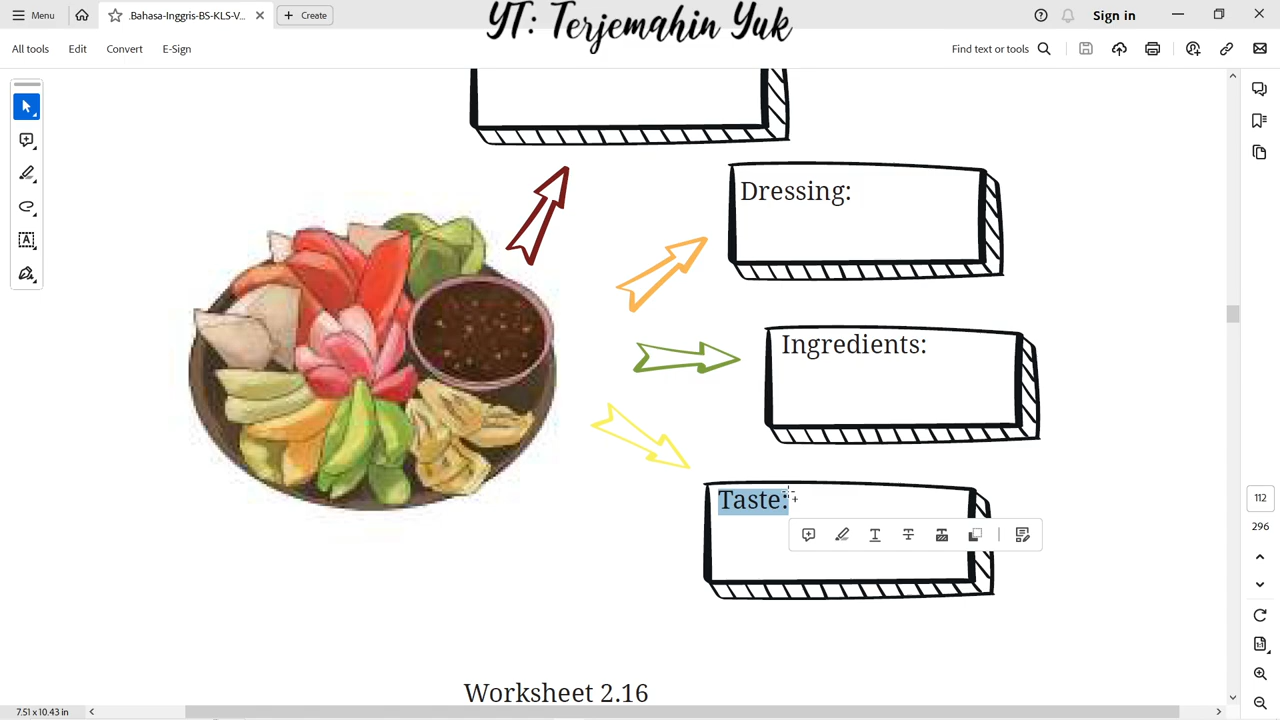 Menu
.Bahasa-Inggris-BS-KLS-V...
Create
YT: Terjemahin Yuk
Sign in
All tools
Edit
Convert
E-Sign
Find text or tools
Dressing:
Ingredients:
Taste:
112
296
Worksheet 2.16
7.51 x 10.43 in